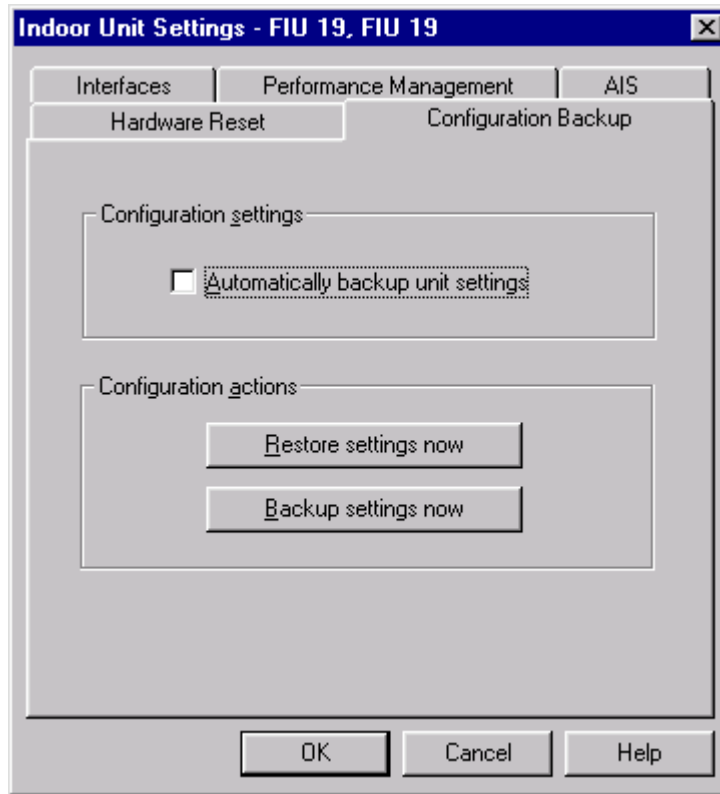 Indoor Unit Settings - FIU 19, FIU 19
Interfaces
Performance Management
AIS
Hardware Reset
Configuration Backup
Configuration settings
Automatically backup unit settings
Configuration actions
Restore settings now
Backup settings now
OK
Cancel
Help